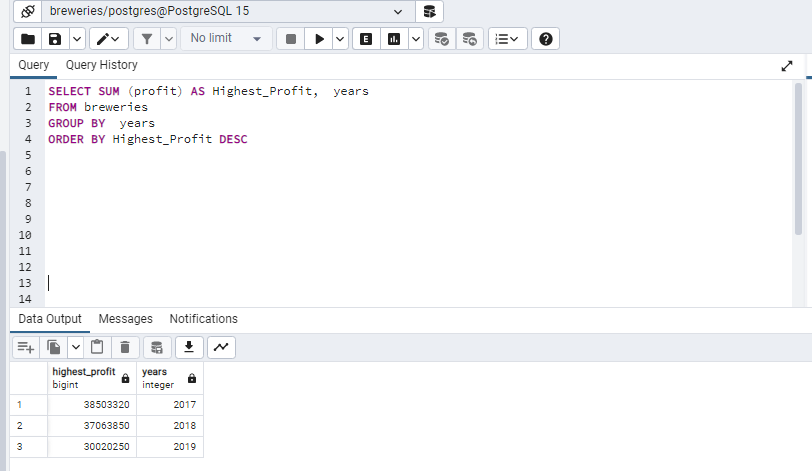 breweries/postgres@PostgreSQL 15
No limit
E
Query Query History
1 SELECT SUM (profit) AS Highest_Profit,  years
2 FROM breweries
3 GROUP BY  years
4 ORDER BY Highest_Profit DESC
5
6
7
8
9
10
11
12
13
14
Data Output Messages Notifications
highest_profit years
bigint integer
1 38503320 2017
2 37063850 2018
3 30020250 2019